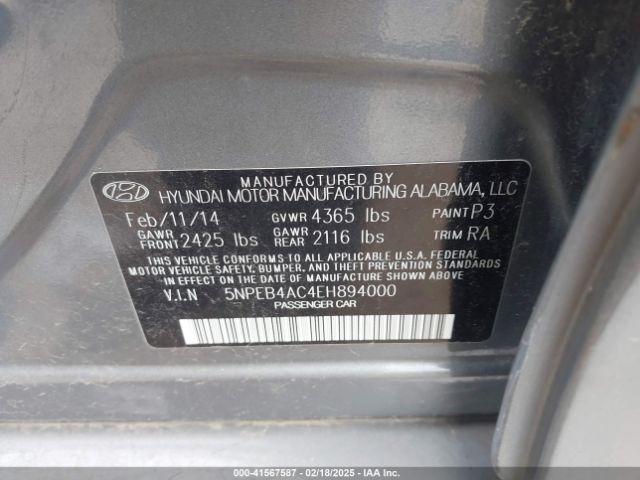 MANUFACTURED BY
HYUNDAI MOTOR MANUFACTURING ALABAMA, LLC
Feb/11/14 GVWR 4365 lbs PAINT P3
GAWR FRONT 2425 lbs GAWR REAR 2116 lbs TRIM RA
THIS VEHICLE CONFORMS TO ALL APPLICABLE U.S. FEDERAL
MOTOR VEHICLE SAFETY, BUMPER, AND THEFT PREVENTION STANDARDS
IN EFFECT ON THE DATE OF MANUFACTURE SHOWN ABOVE.
V.I.N 5NPEB4AC4EH894000
PASSENGER CAR
000-41567587 - 02/18/2025 - IAA Inc.